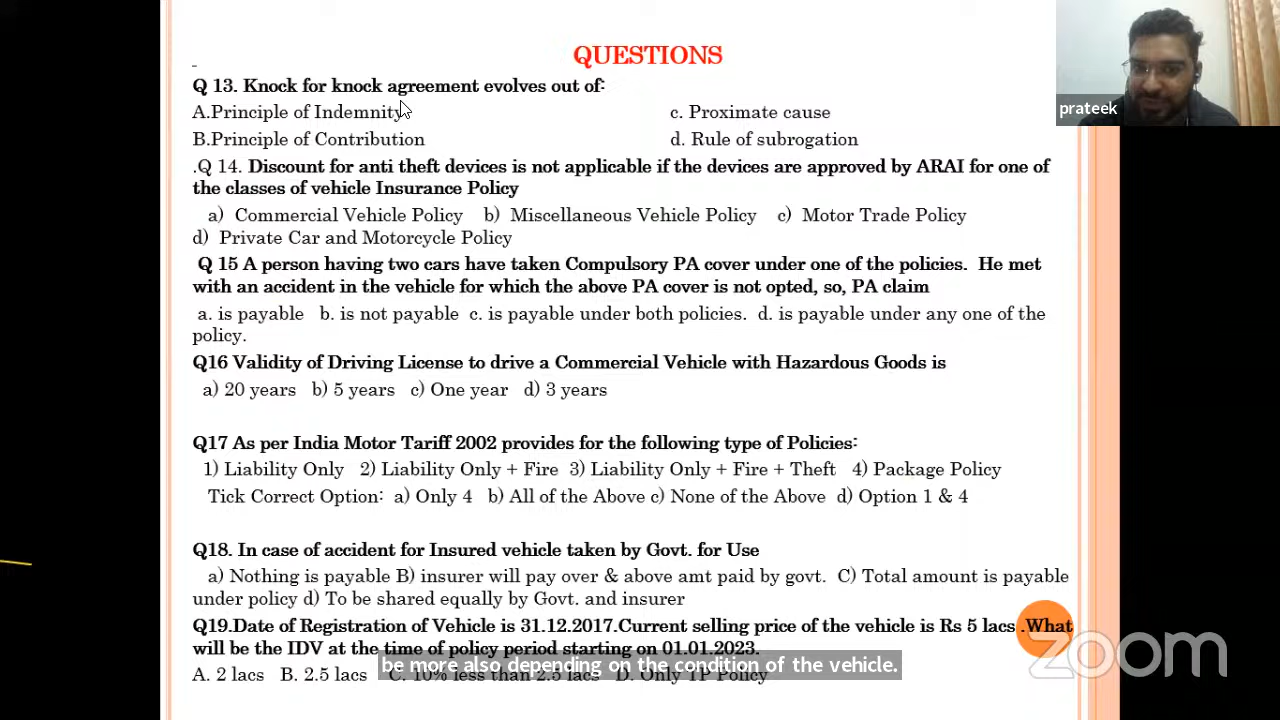 QUESTIONS
Q 13. Knock for knock agreement evolves out of:
A.Principle of Indemnity c. Proximate cause
B.Principle of Contribution d. Rule of subrogation
.Q 14. Discount for anti theft devices is not applicable if the devices are approved by ARAI for one of
the classes of vehicle Insurance Policy
a) Commercial Vehicle Policy b) Miscellaneous Vehicle Policy c) Motor Trade Policy
d) Private Car and Motorcycle Policy
Q 15 A person having two cars have taken Compulsory PA cover under one of the policies. He met
with an accident in the vehicle for which the above PA cover is not opted, so, PA claim
a. is payable b. is not payable c. is payable under both policies. d. is payable under any one of the
policy.
Q16 Validity of Driving License to drive a Commercial Vehicle with Hazardous Goods is
a) 20 years b) 5 years c) One year d) 3 years
Q17 As per India Motor Tariff 2002 provides for the following type of Policies:
1) Liability Only 2) Liability Only + Fire 3) Liability Only + Fire + Theft 4) Package Policy
Tick Correct Option: a) Only 4 b) All of the Above c) None of the Above d) Option 1 & 4
Q18. In case of accident for Insured vehicle taken by Govt. for Use
a) Nothing is payable B) insurer will pay over & above amt paid by govt. C) Total amount is payable
under policy d) To be shared equally by Govt. and insurer
Q19.Date of Registration of Vehicle is 31.12.2017.Current selling price of the vehicle is Rs 5 lacs .What
will be the IDV at the time of policy period starting on 01.01.2023.
be more also depending on the condition of the vehicle.
A. 2 lacs B. 2.5 lacs C. 10% less than 2.5 lacs D. Only TP Policy
prateek
zoom